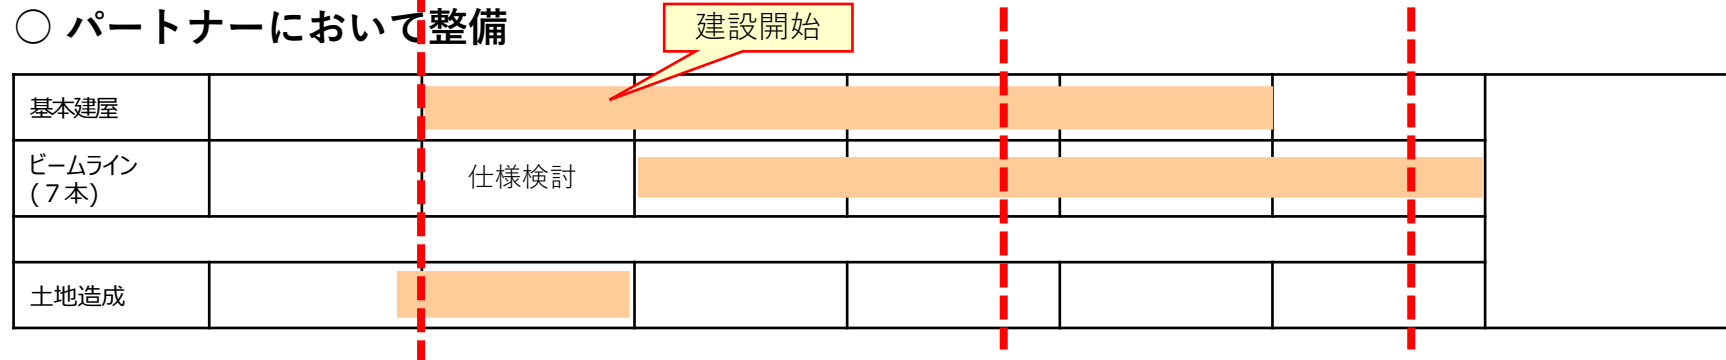 ○ パートナーにおいて整備
建設開始
基本建屋
ビームライン
(７本)
仕様検討
土地造成